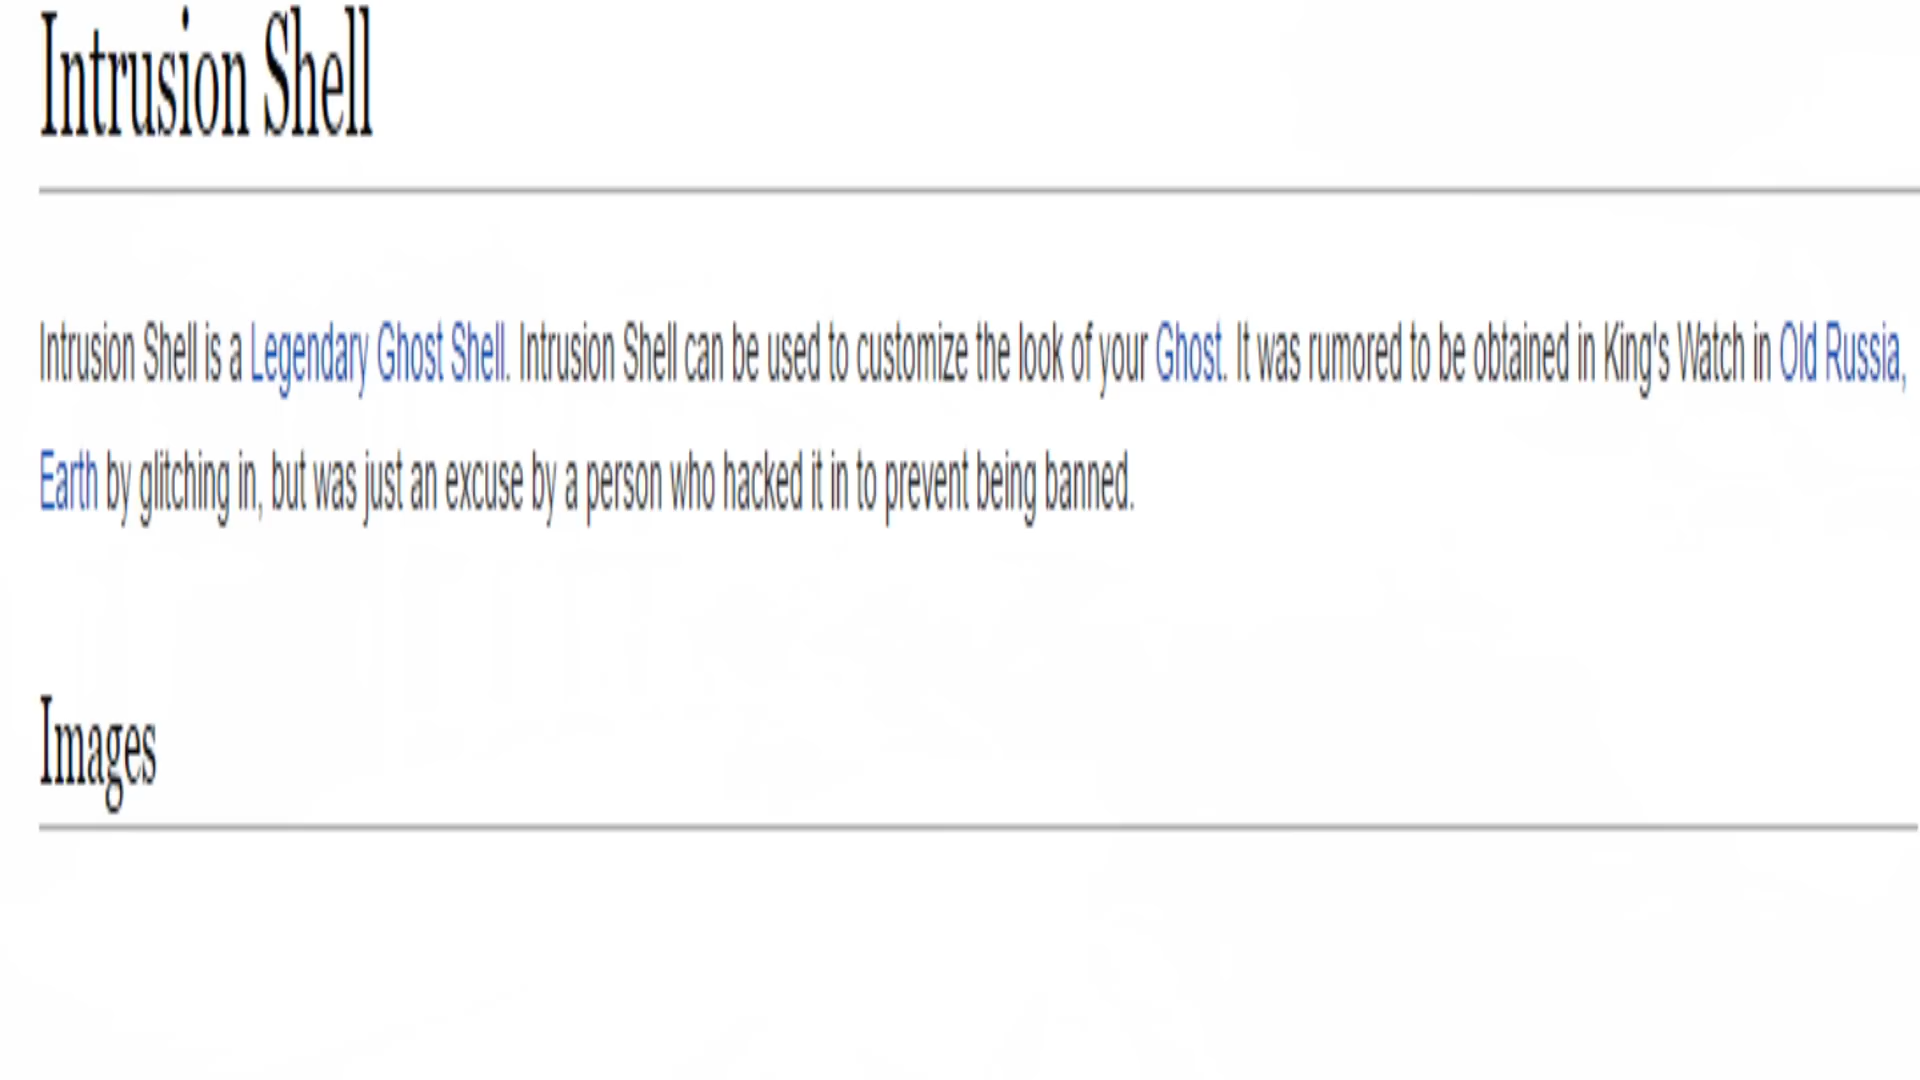 Intrusion Shell
Intrusion Shell is a Legendary Ghost Shell. Intrusion Shell can be used to customize the look of your Ghost. It was rumored to be obtained in King's Watch in Old Russia,
Earth by glitching in, but was just an excuse by a person who hacked it in to prevent being banned.
Images